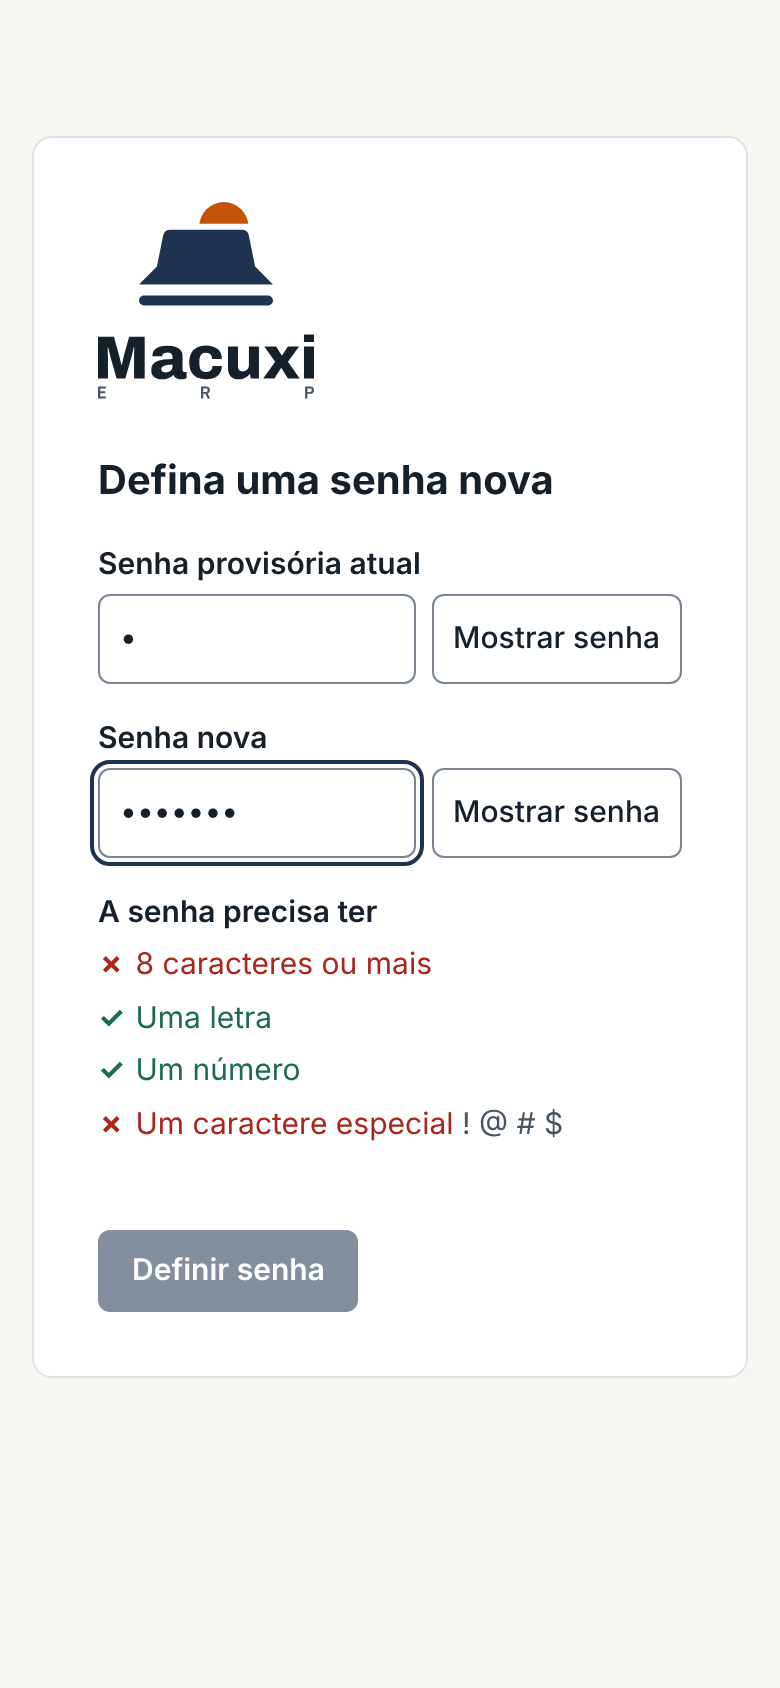 Macuxi
E R P
Defina uma senha nova
Senha provisória atual
• Mostrar senha
Senha nova
••••••• Mostrar senha
A senha precisa ter
× 8 caracteres ou mais
✓ Uma letra
✓ Um número
× Um caractere especial ! @ # $
Definir senha